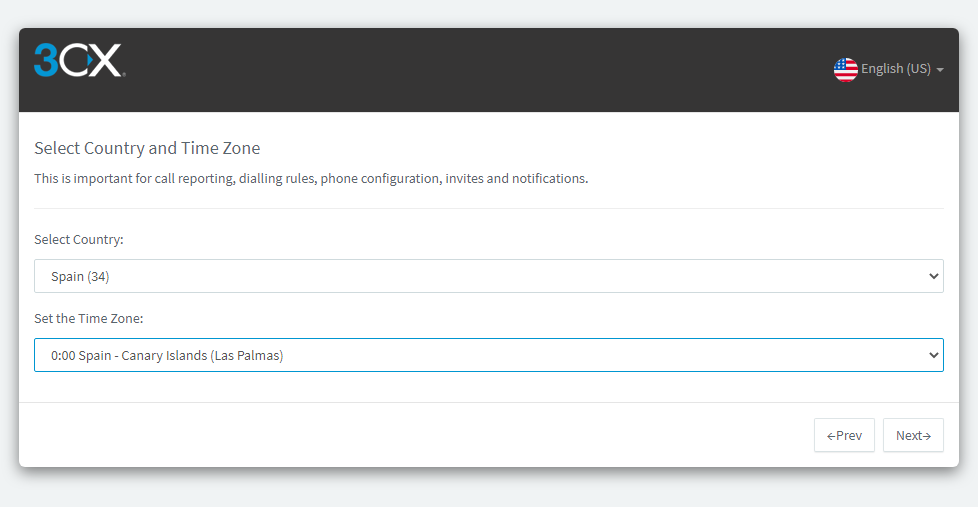 3CX
English (US)
Select Country and Time Zone
This is important for call reporting, dialling rules, phone configuration, invites and notifications.
Select Country:
Spain (34)
Set the Time Zone:
0:00 Spain - Canary Islands (Las Palmas)
←Prev Next→